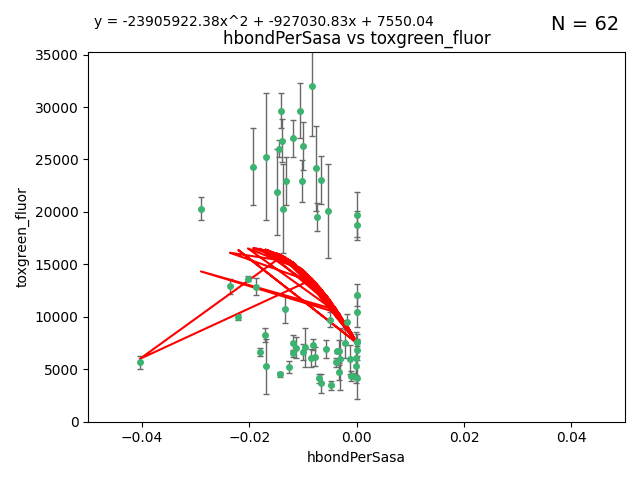 y = -23905922.38x^2 + -927030.83x + 7550.04
N = 62
hbondPerSasa vs toxgreen_fluor
35000
30000
25000
20000
15000
10000
5000
0
toxgreen_fluor
−0.04
−0.02
0.00
0.02
0.04
hbondPerSasa